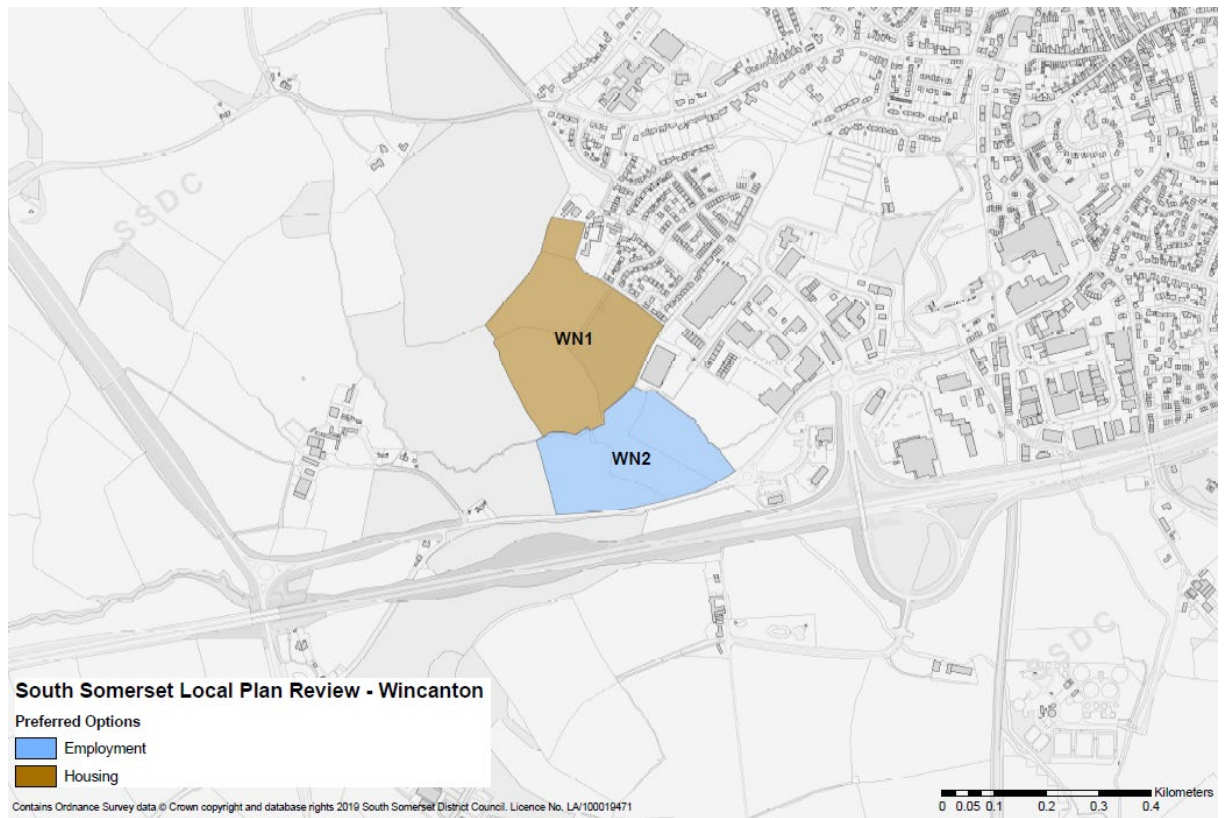 SSDC
WN1
SSDC
WN2
SSDC
South Somerset Local Plan Review - Wincanton
Preferred Options
Employment
Housing
Contains Ordnance Survey data © Crown copyright and database rights 2019 South Somerset District Council. Licence No. LA/100019471
Kilometers
0 0.05 0.1 0.2 0.3 0.4